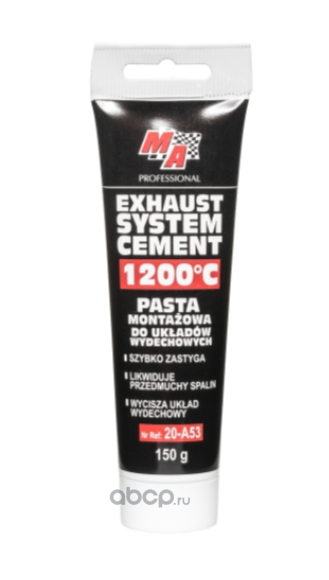 MA
PROFESSIONAL
EXHAUST
SYSTEM
CEMENT
1200°C
PASTA
MONTAŻOWA
DO UKŁADÓW
WYDECHOWYCH
SZYBKO ZASTYGA
LIKWIDUJE
PRZEDMUCHY SPALIN
WYCISZA UKŁAD
WYDECHOWY
Nr Ref: 20-A53
150 g
abcp.ru